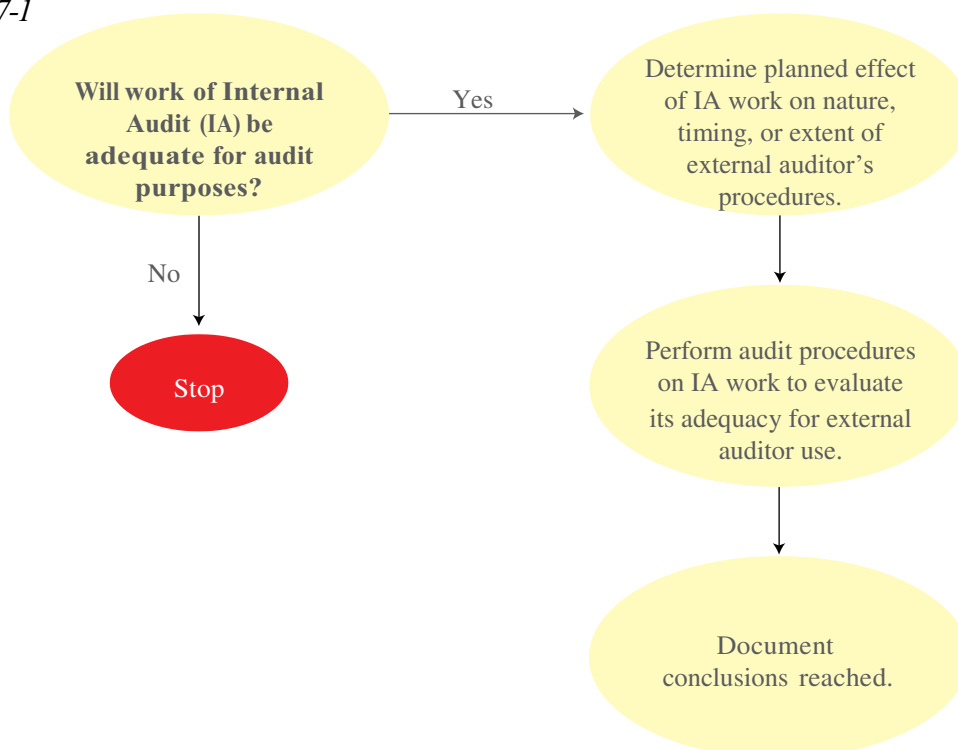 7-1
Will work of Internal
Audit (IA) be
adequate for audit
purposes?
Yes
Determine planned effect
of IA work on nature,
timing, or extent of
external auditor’s
procedures.
No
Stop
Perform audit procedures
on IA work to evaluate
its adequacy for external
auditor use.
Document
conclusions reached.